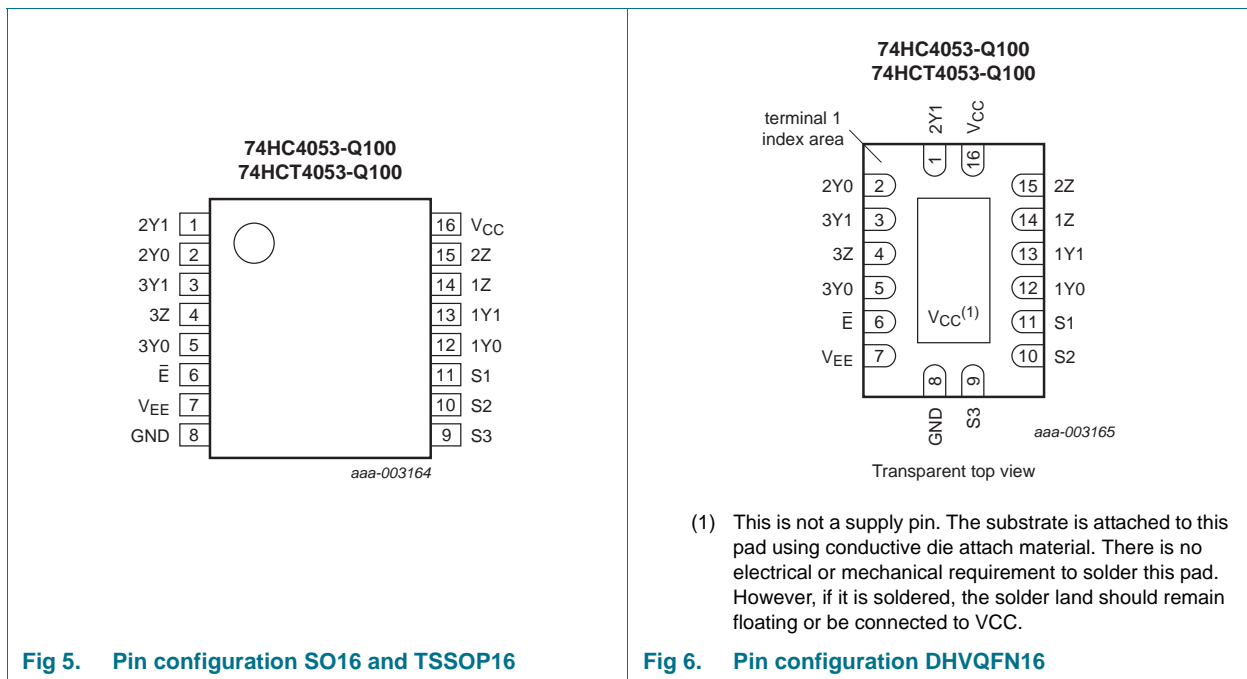 74HC4053-Q100
74HCT4053-Q100
2Y1 1
2Y0 2
3Y1 3
3Z 4
3Y0 5
E̅ 6
VEE 7
GND 8
16 VCC
15 2Z
14 1Z
13 1Y1
12 1Y0
11 S1
10 S2
9 S3
aaa-003164
Fig 5. Pin configuration SO16 and TSSOP16
74HC4053-Q100
74HCT4053-Q100
terminal 1
index area
2Y1
VCC
1
16
2Y0 2
3Y1 3
3Z 4
3Y0 5
E̅ 6
VEE 7
VCC(1)
15 2Z
14 1Z
13 1Y1
12 1Y0
11 S1
10 S2
8
9
GND
S3
aaa-003165
Transparent top view
(1) This is not a supply pin. The substrate is attached to this
pad using conductive die attach material. There is no
electrical or mechanical requirement to solder this pad.
However, if it is soldered, the solder land should remain
floating or be connected to VCC.
Fig 6. Pin configuration DHVQFN16